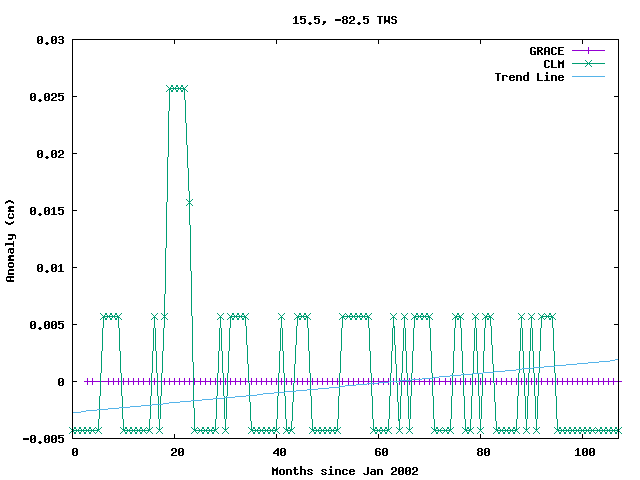 15.5, -82.5 TWS
0.03
0.025
0.02
0.015
0.01
0.005
0
-0.005
Anomaly (cm)
GRACE
CLM
Trend Line
0 20 40 60 80 100
Months since Jan 2002